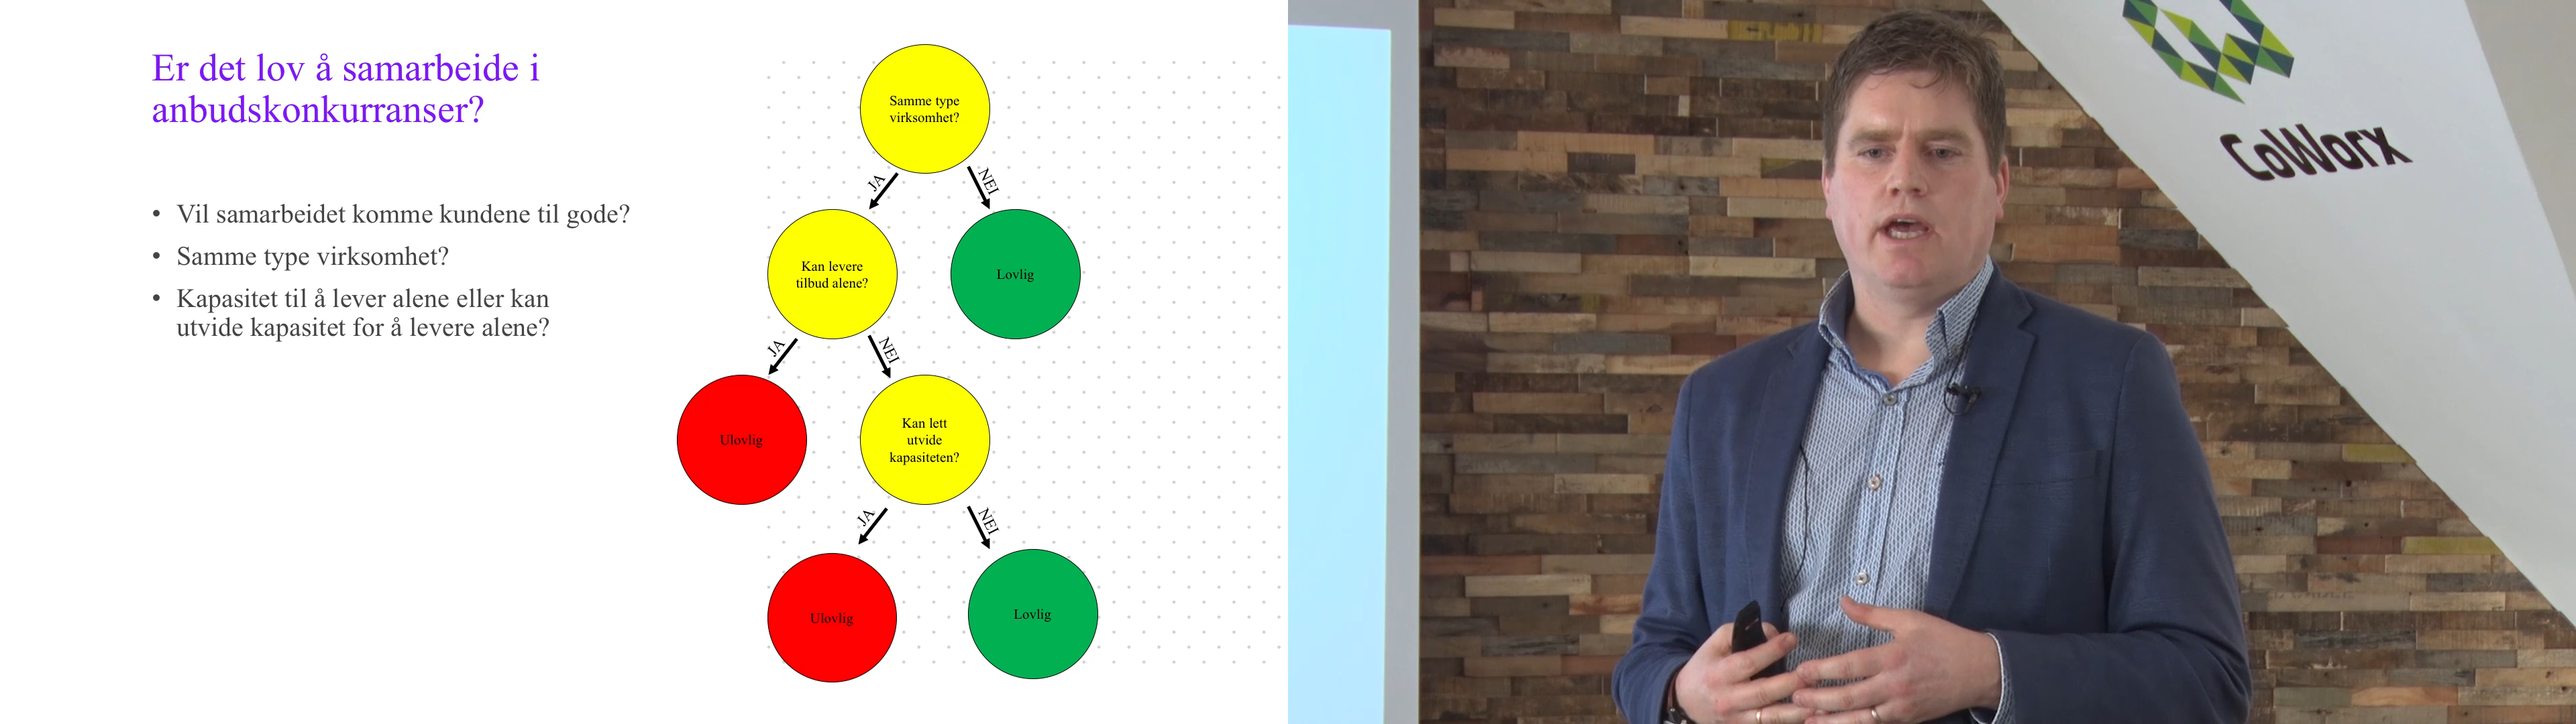 Er det lov å samarbeide i
anbudskonkurranser?
• Vil samarbeidet komme kundene til gode?
• Samme type virksomhet?
• Kapasitet til å lever alene eller kan
utvide kapasitet for å levere alene?
Samme type
virksomhet?
JA
NEI
Kan levere
tilbud alene?
Lovlig
JA
NEI
Ulovlig
Kan lett
utvide
kapasiteten?
JA
NEI
Ulovlig
Lovlig
CoWorx